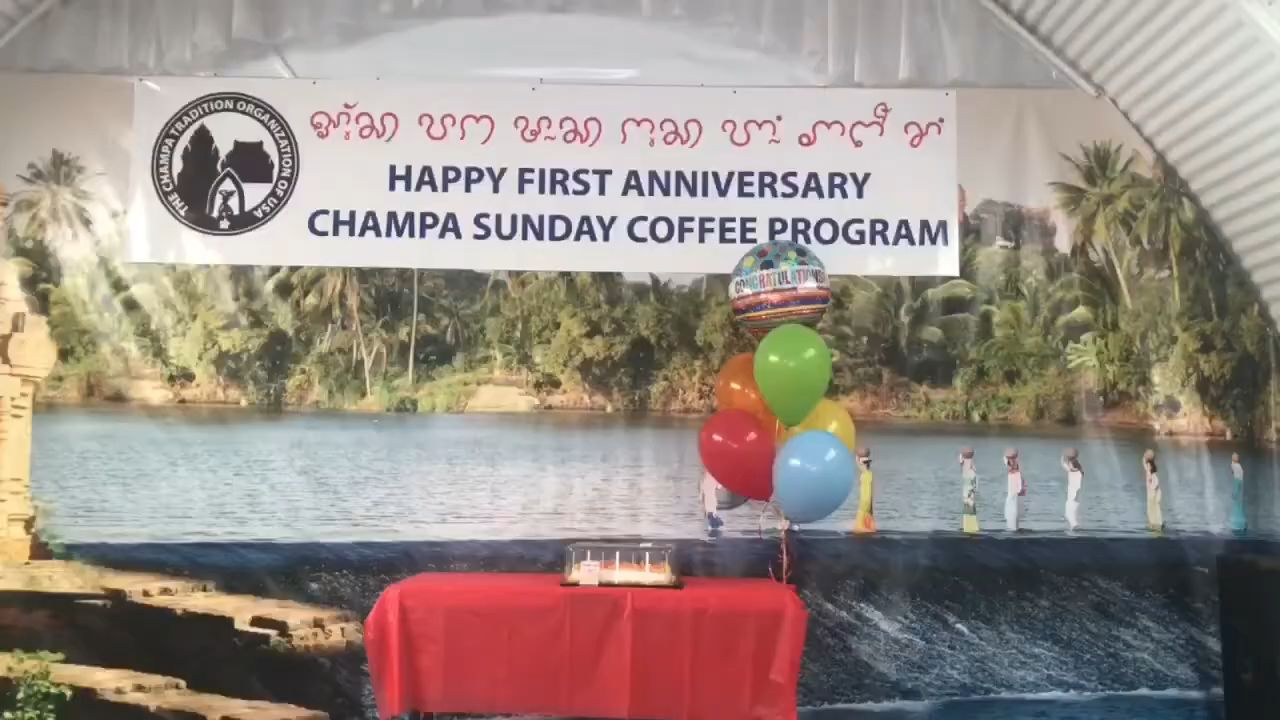 THE CHAMPA TRADITION ORGANIZATION OF USA
HAPPY FIRST ANNIVERSARY
CHAMPA SUNDAY COFFEE PROGRAM
CONGRATULATIONS